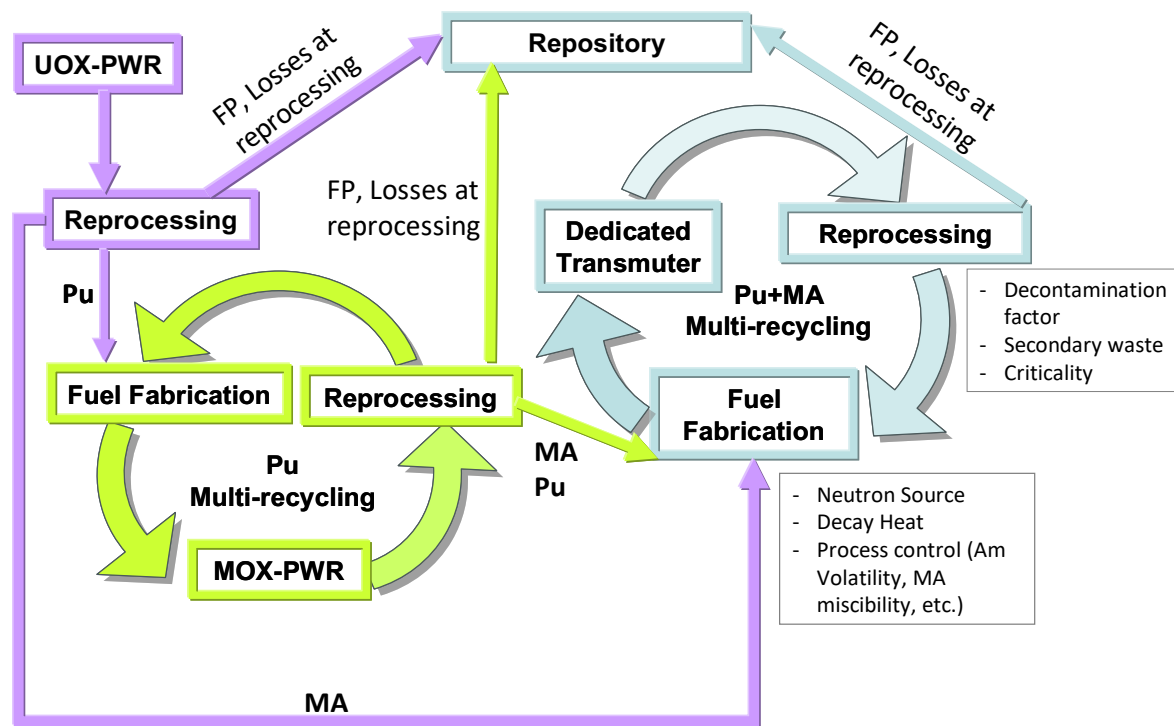 Repository
UOX-PWR
FP, Losses at
reprocessing
FP, Losses at
reprocessing
FP, Losses at
reprocessing
Reprocessing
Dedicated
Transmuter
Reprocessing
Pu
Pu+MA
Multi-recycling
- Decontamination
factor
- Secondary waste
- Criticality
Fuel Fabrication
Reprocessing
Fuel
Fabrication
MA
Pu
Pu
Multi-recycling
- Neutron Source
- Decay Heat
- Process control (Am
Volatility, MA
miscibility, etc.)
MOX-PWR
MA